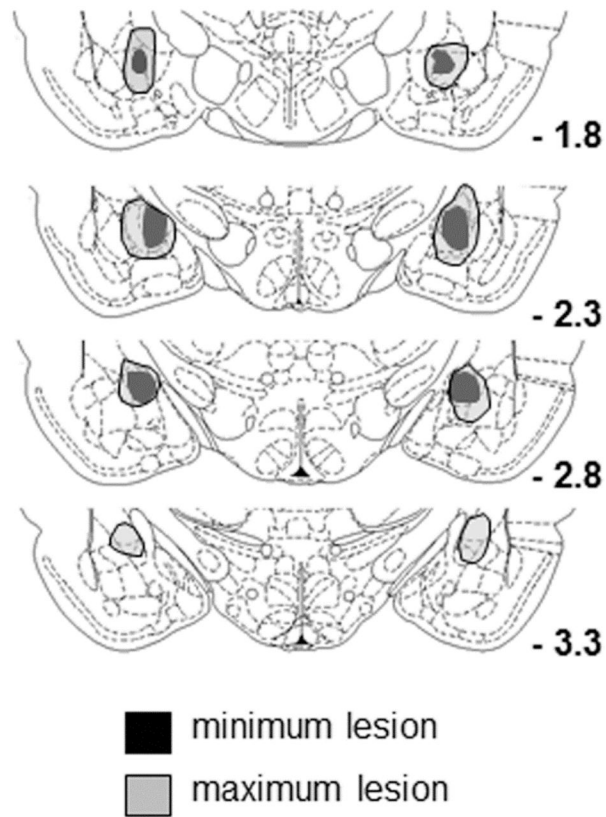 - 1.8
- 2.3
- 2.8
- 3.3
minimum lesion
maximum lesion